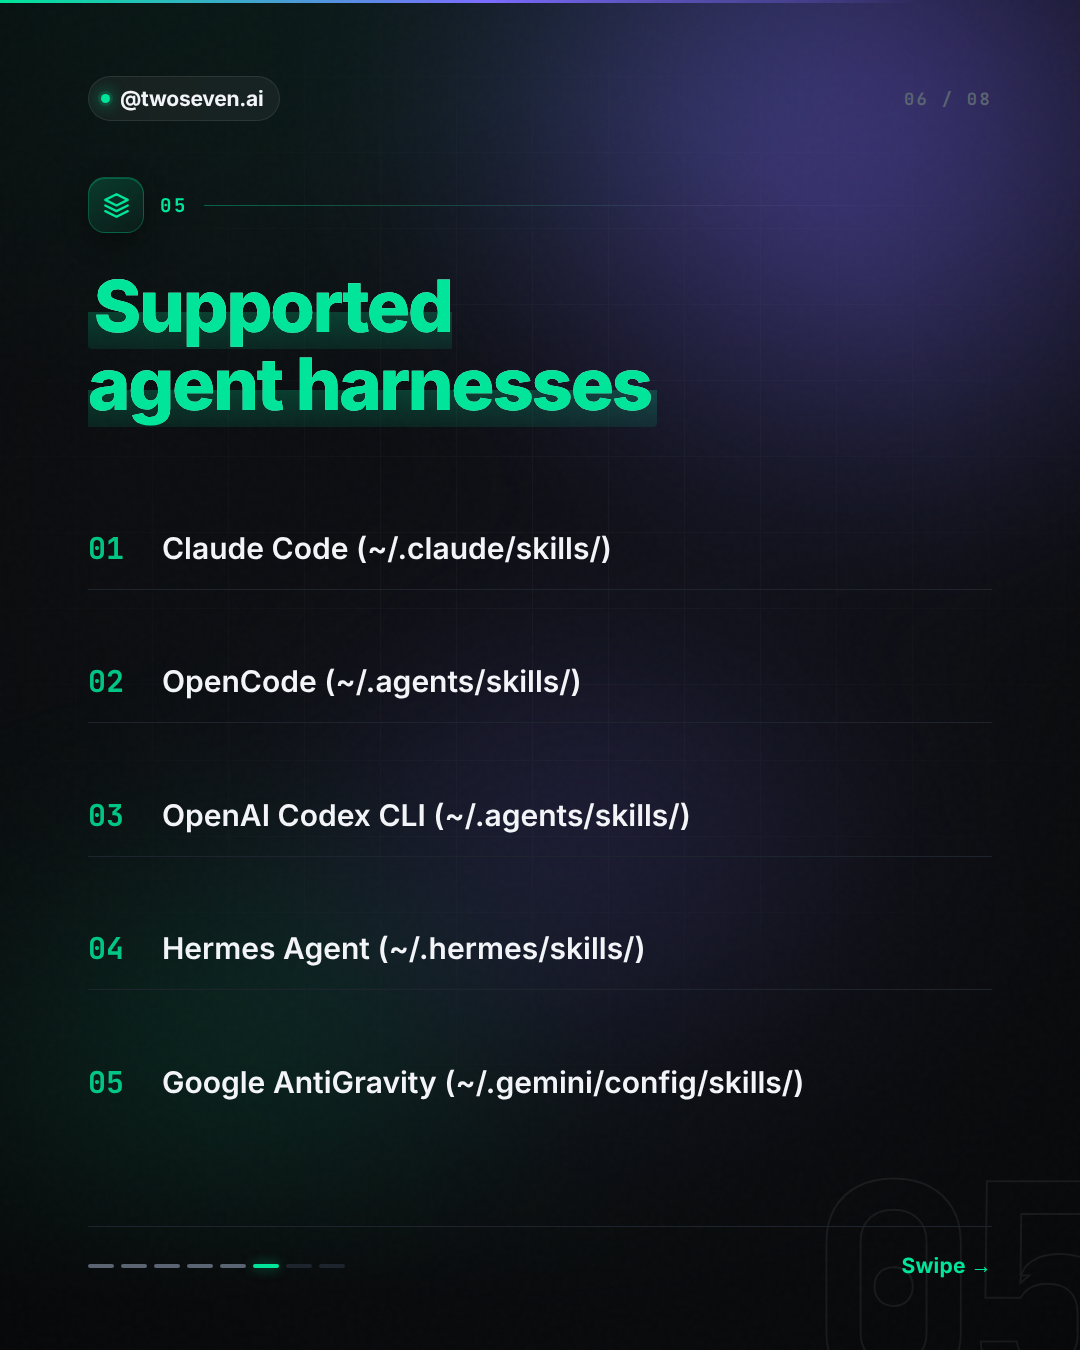 @twoseven.ai
06 / 08
05
Supported
agent harnesses
01 Claude Code (~/.claude/skills/)
02 OpenCode (~/.agents/skills/)
03 OpenAI Codex CLI (~/.agents/skills/)
04 Hermes Agent (~/.hermes/skills/)
05 Google AntiGravity (~/.gemini/config/skills/)
Swipe →
05